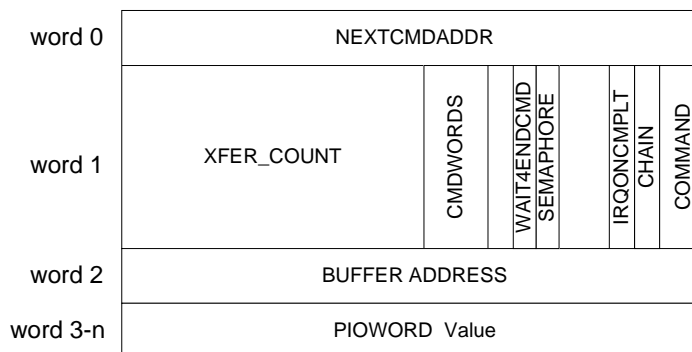 word 0
NEXTCMDADDR
word 1
XFER_COUNT
CMDWORDS
WAIT4ENDCMD
SEMAPHORE
IRQONCMPLT
CHAIN
COMMAND
word 2
BUFFER ADDRESS
word 3-n
PIOWORD Value